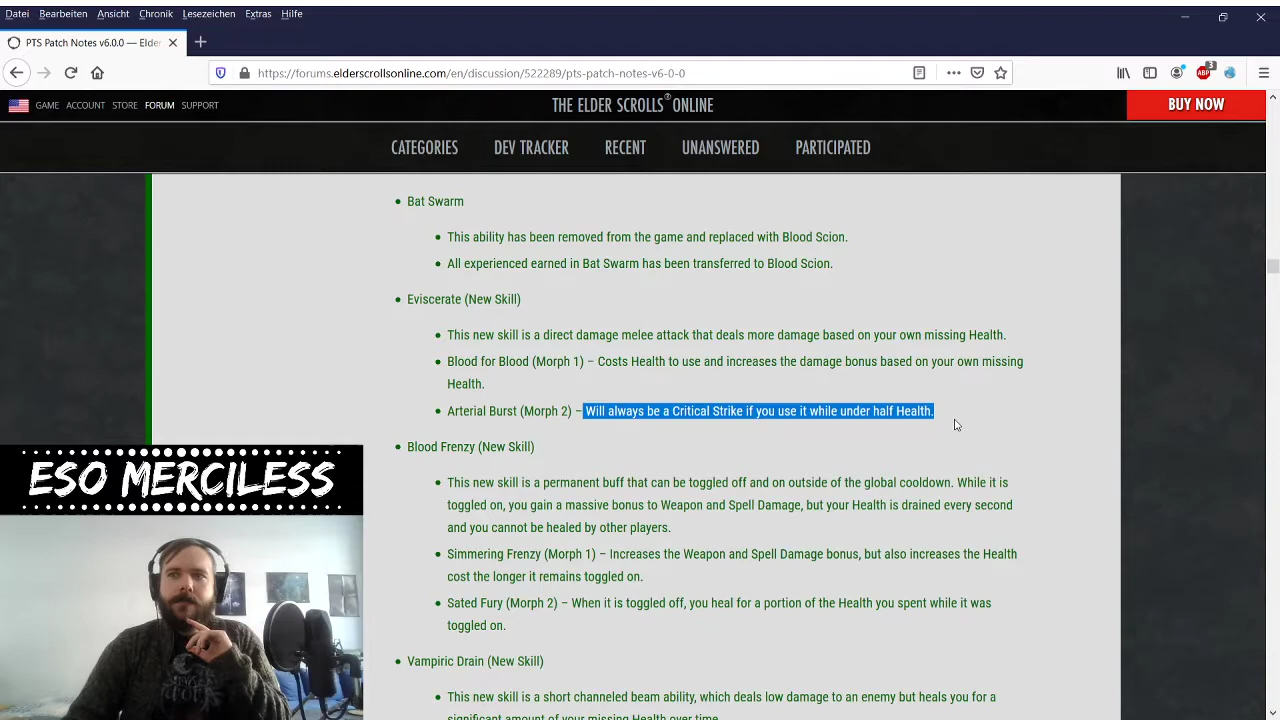 Datei Bearbeiten Ansicht Chronik Lesezeichen Extras Hilfe
PTS Patch Notes v6.0.0 — Elder
https://forums.elderscrollsonline.com/en/discussion/522289/pts-patch-notes-v6-0-0
ABP 3
GAME ACCOUNT STORE FORUM SUPPORT
THE ELDER SCROLLS® ONLINE
BUY NOW
CATEGORIES DEV TRACKER RECENT UNANSWERED PARTICIPATED
• Bat Swarm
• This ability has been removed from the game and replaced with Blood Scion.
• All experienced earned in Bat Swarm has been transferred to Blood Scion.
• Eviscerate (New Skill)
• This new skill is a direct damage melee attack that deals more damage based on your own missing Health.
• Blood for Blood (Morph 1) – Costs Health to use and increases the damage bonus based on your own missing
Health.
• Arterial Burst (Morph 2) – Will always be a Critical Strike if you use it while under half Health.
• Blood Frenzy (New Skill)
• This new skill is a permanent buff that can be toggled off and on outside of the global cooldown. While it is
toggled on, you gain a massive bonus to Weapon and Spell Damage, but your Health is drained every second
and you cannot be healed by other players.
• Simmering Frenzy (Morph 1) – Increases the Weapon and Spell Damage bonus, but also increases the Health
cost the longer it remains toggled on.
• Sated Fury (Morph 2) – When it is toggled off, you heal for a portion of the Health you spent while it was
toggled on.
• Vampiric Drain (New Skill)
• This new skill is a short channeled beam ability, which deals low damage to an enemy but heals you for a
significant amount of your missing Health over time.
ESO MERCILESS